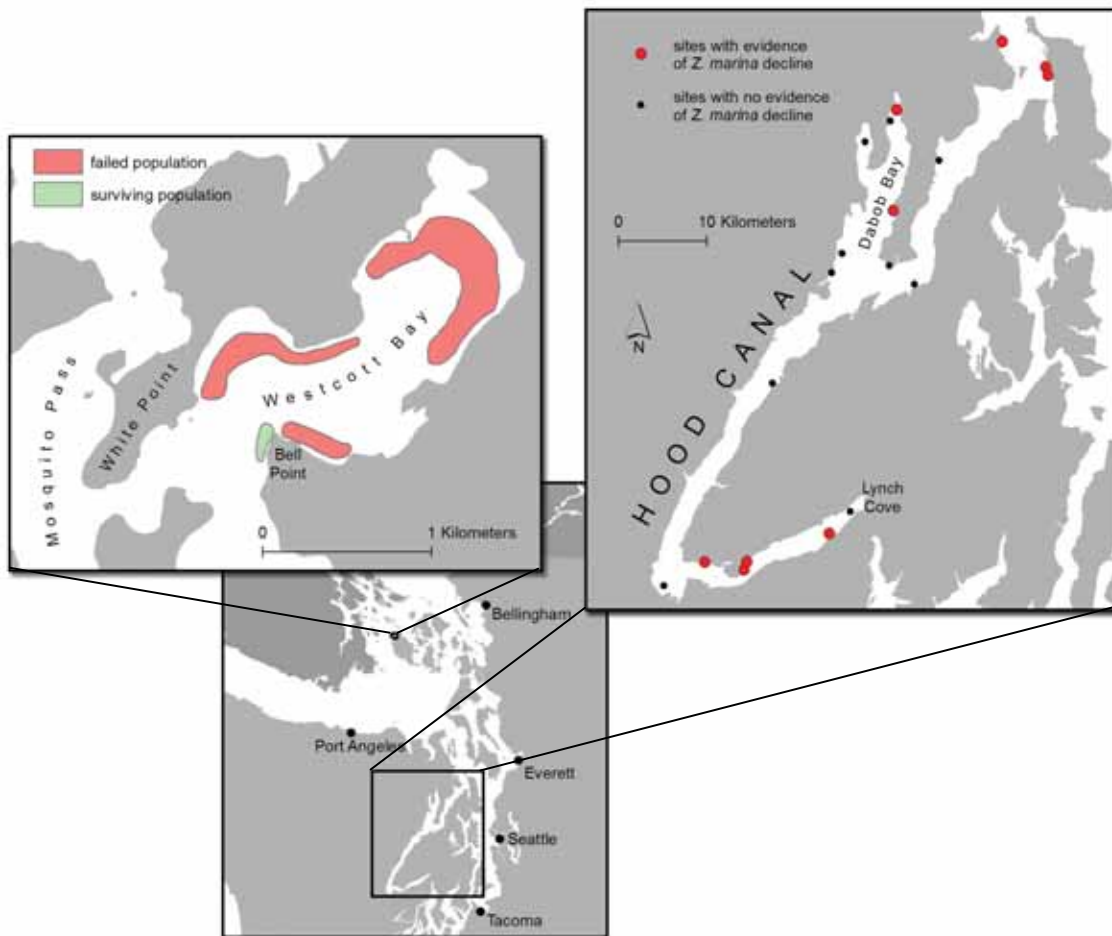 failed population
surviving population
Mosquito Pass
White Point
Westcott Bay
Bell
Point
0
1 Kilometers
sites with evidence
of Z. marina decline
sites with no evidence
of Z. marina decline
0
10 Kilometers
Dabob Bay
N
HOOD CANAL
Lynch
Cove
Bellingham
Port Angeles
Everett
Seattle
Tacoma